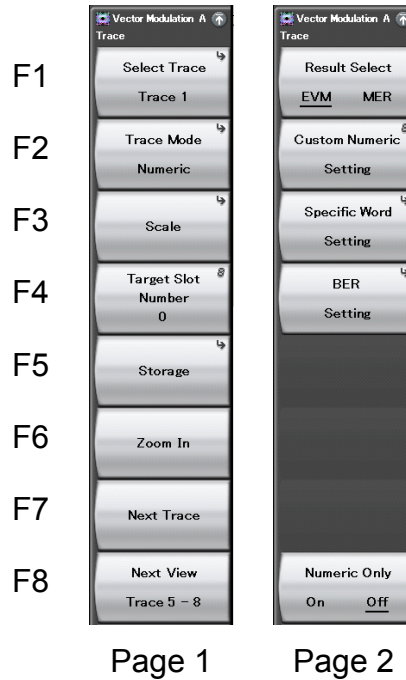 Vector Modulation A
Trace
F1
Select Trace
Trace 1
F2
Trace Mode
Numeric
F3
Scale
F4
Target Slot
Number
0
F5
Storage
F6
Zoom In
F7
Next Trace
F8
Next View
Trace 5 - 8
Page 1
Vector Modulation A
Trace
Result Select
EVM MER
Custom Numeric
Setting
Specific Word
Setting
BER
Setting
Numeric Only
On Off
Page 2